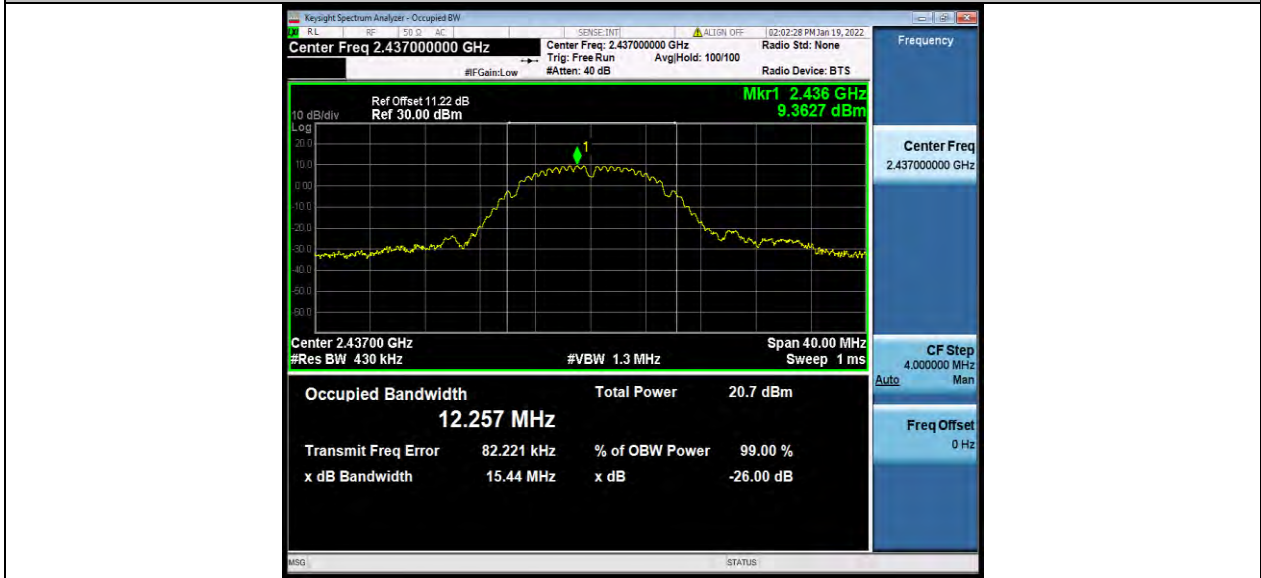 Keysight Spectrum Analyzer - Occupied BW
RL RF 50 Ω AC SENSE:INT ALIGN OFF 02:02:28 PM Jan 19, 2022
Center Freq 2.437000000 GHz
Center Freq: 2.437000000 GHz
Radio Std: None
Trig: Free Run Avg|Hold: 100/100
#IFGain:Low #Atten: 40 dB Radio Device: BTS
Frequency
Mkr1 2.436 GHz
9.3627 dBm
Ref Offset 11.22 dB
10 dB/div Ref 30.00 dBm
Log
20.0
10.0
0.00
-10.0
-20.0
-30.0
-40.0
-50.0
-60.0
1
Center 2.43700 GHz Span 40.00 MHz
#Res BW 430 kHz #VBW 1.3 MHz Sweep 1 ms
Center Freq
2.437000000 GHz
CF Step
4.000000 MHz
Auto Man
Freq Offset
0 Hz
Occupied Bandwidth Total Power 20.7 dBm
12.257 MHz
Transmit Freq Error 82.221 kHz % of OBW Power 99.00 %
x dB Bandwidth 15.44 MHz x dB -26.00 dB
MSG STATUS